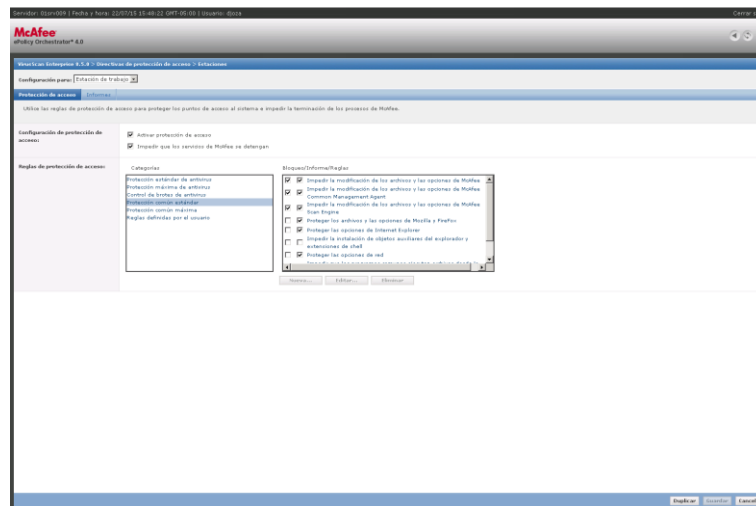 Servidor: 01srv009 | Fecha y hora: 22/07/15 15:48:22 GMT-05:00 | Usuario: djoza
Cerrar s
McAfee
ePolicy Orchestrator® 4.0
VirusScan Enterprise 8.5.0 > Directivas de protección de acceso > Estaciones
Configuración para: Estación de trabajo
Protección de acceso Informes
Utilice las reglas de protección de acceso para proteger los puntos de acceso al sistema e impedir la terminación de los procesos de McAfee.
Configuración de protección de acceso:
Activar protección de acceso
Impedir que los servicios de McAfee se detengan
Reglas de protección de acceso:
Categorías
Protección estándar de antivirus
Protección máxima de antivirus
Control de brotes de antivirus
Protección común estándar
Protección común máxima
Reglas definidas por el usuario
Bloqueo/Informe/Reglas
Impedir la modificación de los archivos y las opciones de McAfee
Impedir la modificación de los archivos y las opciones de McAfee
Common Management Agent
Impedir la modificación de los archivos y las opciones de McAfee
Scan Engine
Proteger los archivos y las opciones de Mozilla y FireFox
Proteger las opciones de Internet Explorer
Impedir la instalación de objetos auxiliares del explorador y
extensiones de shell
Proteger las opciones de red
Editar... Eliminar
Duplicar Guardar Cancel